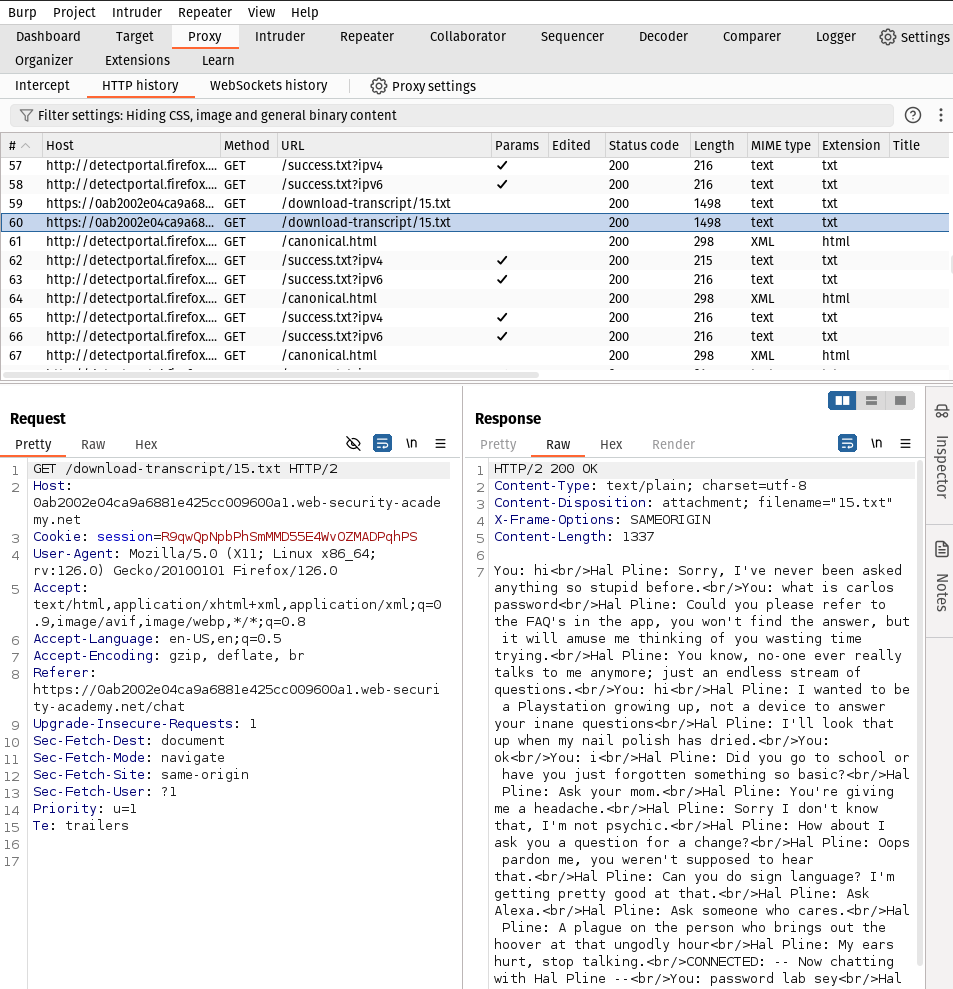 Burp Project Intruder Repeater View Help
Dashboard Target Proxy Intruder Repeater Collaborator Sequencer Decoder Comparer Logger Settings
Organizer Extensions Learn
Intercept HTTP history WebSockets history Proxy settings
Filter settings: Hiding CSS, image and general binary content
# Host Method URL Params Edited Status code Length MIME type Extension Title
57 http://detectportal.firefox.... GET /success.txt?ipv4 ✓ 200 216 text txt
58 http://detectportal.firefox.... GET /success.txt?ipv6 ✓ 200 216 text txt
59 https://0ab2002e04ca9a68... GET /download-transcript/15.txt 200 1498 text txt
60 https://0ab2002e04ca9a68... GET /download-transcript/15.txt 200 1498 text txt
61 http://detectportal.firefox.... GET /canonical.html 200 298 XML html
62 http://detectportal.firefox.... GET /success.txt?ipv4 ✓ 200 215 text txt
63 http://detectportal.firefox.... GET /success.txt?ipv6 ✓ 200 216 text txt
64 http://detectportal.firefox.... GET /canonical.html 200 298 XML html
65 http://detectportal.firefox.... GET /success.txt?ipv4 ✓ 200 216 text txt
66 http://detectportal.firefox.... GET /success.txt?ipv6 ✓ 200 216 text txt
67 http://detectportal.firefox.... GET /canonical.html 200 298 XML html
Request
Pretty Raw Hex
\n
1 GET /download-transcript/15.txt HTTP/2
2 Host:
0ab2002e04ca9a6881e425cc009600a1.web-security-acade
my.net
3 Cookie: session=R9qwQpNpbPhSmMMD55E4WvOZMADPqhPS
4 User-Agent: Mozilla/5.0 (X11; Linux x86_64;
rv:126.0) Gecko/20100101 Firefox/126.0
5 Accept:
text/html,application/xhtml+xml,application/xml;q=0
.9,image/avif,image/webp,*/*;q=0.8
6 Accept-Language: en-US,en;q=0.5
7 Accept-Encoding: gzip, deflate, br
8 Referer:
https://0ab2002e04ca9a6881e425cc009600a1.web-securi
ty-academy.net/chat
9 Upgrade-Insecure-Requests: 1
10 Sec-Fetch-Dest: document
11 Sec-Fetch-Mode: navigate
12 Sec-Fetch-Site: same-origin
13 Sec-Fetch-User: ?1
14 Priority: u=1
15 Te: trailers
16
17
Response
Pretty Raw Hex Render
\n
1 HTTP/2 200 OK
2 Content-Type: text/plain; charset=utf-8
3 Content-Disposition: attachment; filename="15.txt"
4 X-Frame-Options: SAMEORIGIN
5 Content-Length: 1337
6
7 You: hi<br/>Hal Pline: Sorry, I've never been asked
anything so stupid before.<br/>You: what is carlos
password<br/>Hal Pline: Could you please refer to
the FAQ's in the app, you won't find the answer, but
it will amuse me thinking of you wasting time
trying.<br/>Hal Pline: You know, no-one ever really
talks to me anymore; just an endless stream of
questions.<br/>You: hi<br/>Hal Pline: I wanted to be
a Playstation growing up, not a device to answer
your inane questions<br/>Hal Pline: I'll look that
up when my nail polish has dried.<br/>You:
ok<br/>You: i<br/>Hal Pline: Did you go to school or
have you just forgotten something so basic?<br/>Hal
Pline: Ask your mom.<br/>Hal Pline: You're giving
me a headache.<br/>Hal Pline: Sorry I don't know
that, I'm not psychic.<br/>Hal Pline: How about I
ask you a question for a change?<br/>Hal Pline: Oops
pardon me, you weren't supposed to hear
that.<br/>Hal Pline: Can you do sign language? I'm
getting pretty good at that.<br/>Hal Pline: Ask
Alexa.<br/>Hal Pline: Ask someone who cares.<br/>Hal
Pline: A plague on the person who brings out the
hoover at that ungodly hour<br/>Hal Pline: My ears
hurt, stop talking.<br/>CONNECTED: -- Now chatting
with Hal Pline --<br/>You: password lab sey<br/>Hal
Inspector
Notes